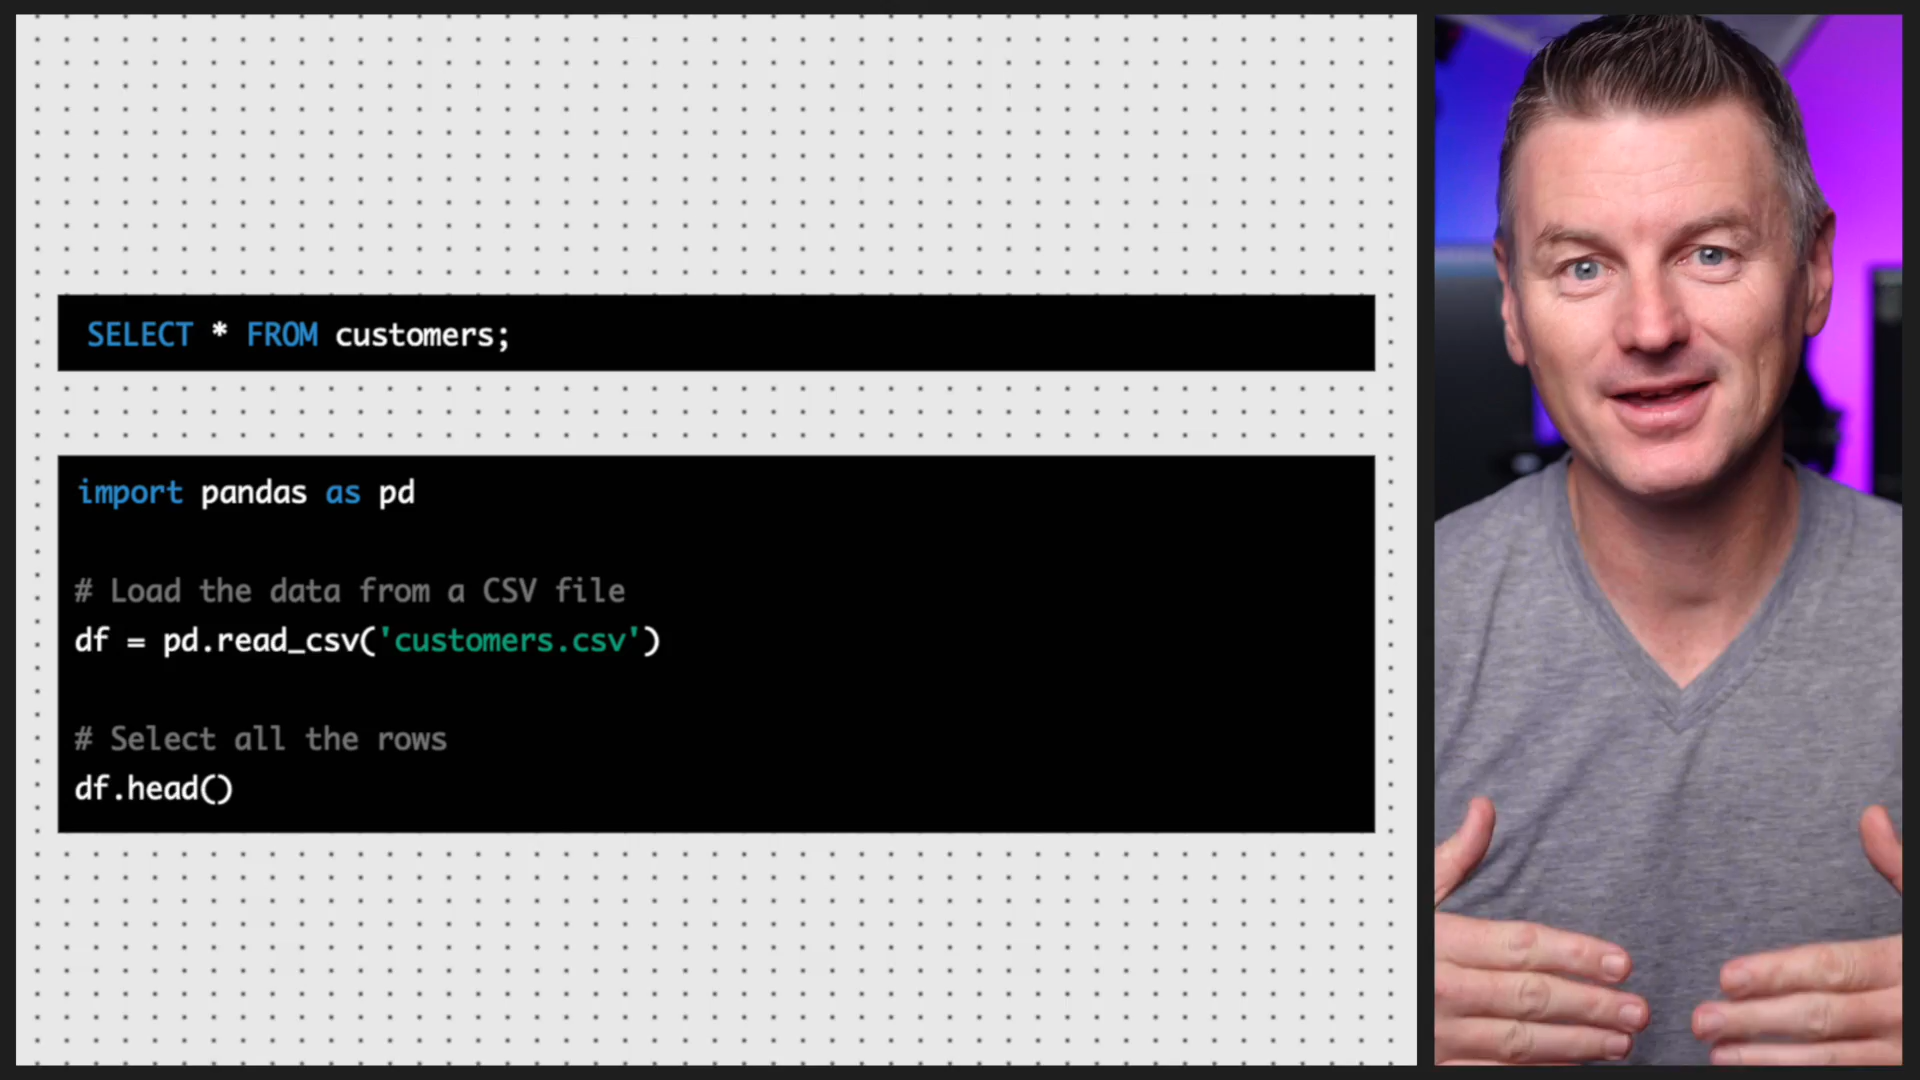 SELECT * FROM customers;
import pandas as pd
# Load the data from a CSV file
df = pd.read_csv('customers.csv')
# Select all the rows
df.head()